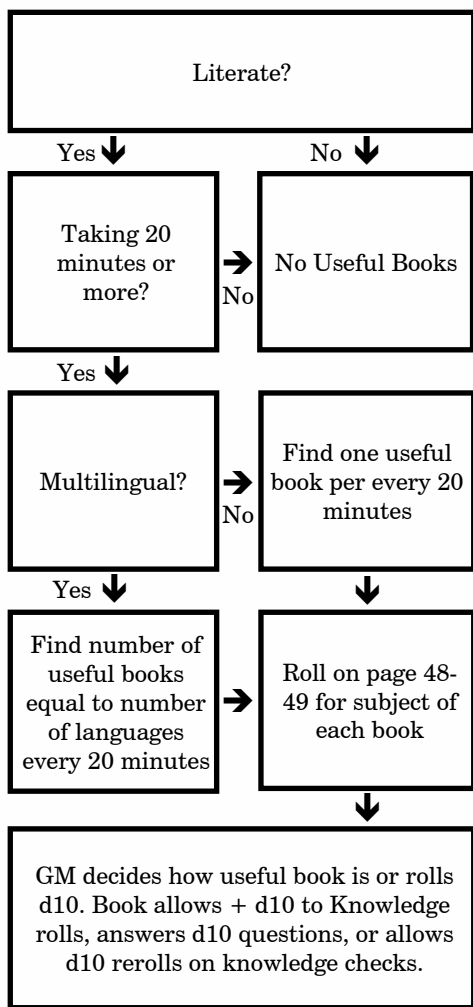 Literate?
Yes
No
Taking 20
minutes or
more?
No
No Useful Books
Yes
Multilingual?
No
Find one useful
book per every 20
minutes
Yes
Find number of
useful books
equal to number
of languages
every 20 minutes
Roll on page 48-
49 for subject of
each book
GM decides how useful book is or rolls
d10. Book allows + d10 to Knowledge
rolls, answers d10 questions, or allows
d10 rerolls on knowledge checks.